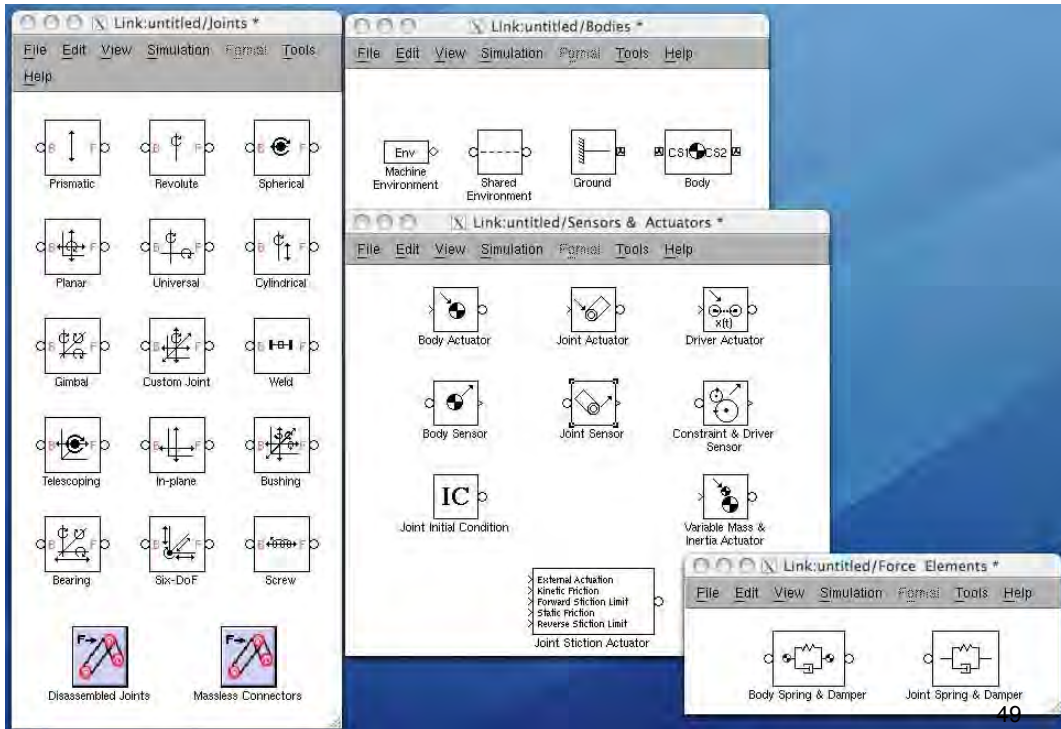 Link:untitled/Joints *
File Edit View Simulation Format Tools
Help
B F B F B F
Prismatic Revolute Spherical
B F B F B F
Planar Universal Cylindrical
B F B F B F
Gimbal Custom Joint Weld
B F B F B F
Telescoping In-plane Bushing
B F B F B F
Bearing Six-DoF Screw
F F
Disassembled Joints Massless Connectors
Link:untitled/Bodies *
File Edit View Simulation Format Tools Help
Env CS1 CS2
Machine
Environment
Shared
Environment
Ground
Body
Link:untitled/Sensors & Actuators *
File Edit View Simulation Format Tools Help
x(t)
Body Actuator Joint Actuator Driver Actuator
Body Sensor Joint Sensor Constraint & Driver
Sensor
IC
Joint Initial Condition
Variable Mass &
Inertia Actuator
External Actuation
Kinetic Friction
Forward Stiction Limit
Static Friction
Reverse Stiction Limit
Joint Stiction Actuator
Link:untitled/Force Elements *
File Edit View Simulation Format Tools Help
Body Spring & Damper Joint Spring & Damper
49